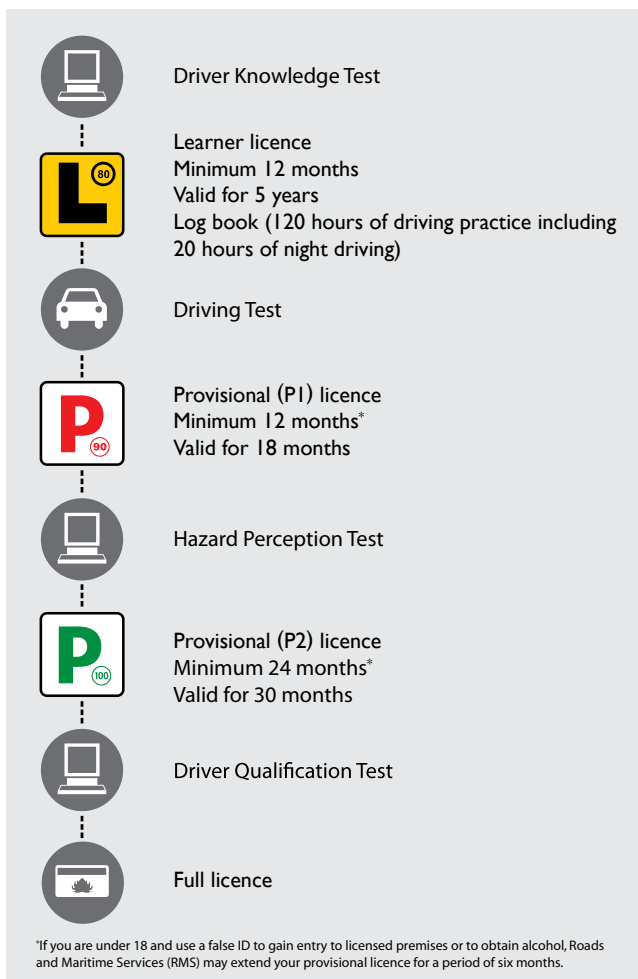 Driver Knowledge Test
L 80
Learner licence
Minimum 12 months
Valid for 5 years
Log book (120 hours of driving practice including
20 hours of night driving)
Driving Test
P 90
Provisional (P1) licence
Minimum 12 months*
Valid for 18 months
Hazard Perception Test
P 100
Provisional (P2) licence
Minimum 24 months*
Valid for 30 months
Driver Qualification Test
Full licence
*If you are under 18 and use a false ID to gain entry to licensed premises or to obtain alcohol, Roads
and Maritime Services (RMS) may extend your provisional licence for a period of six months.